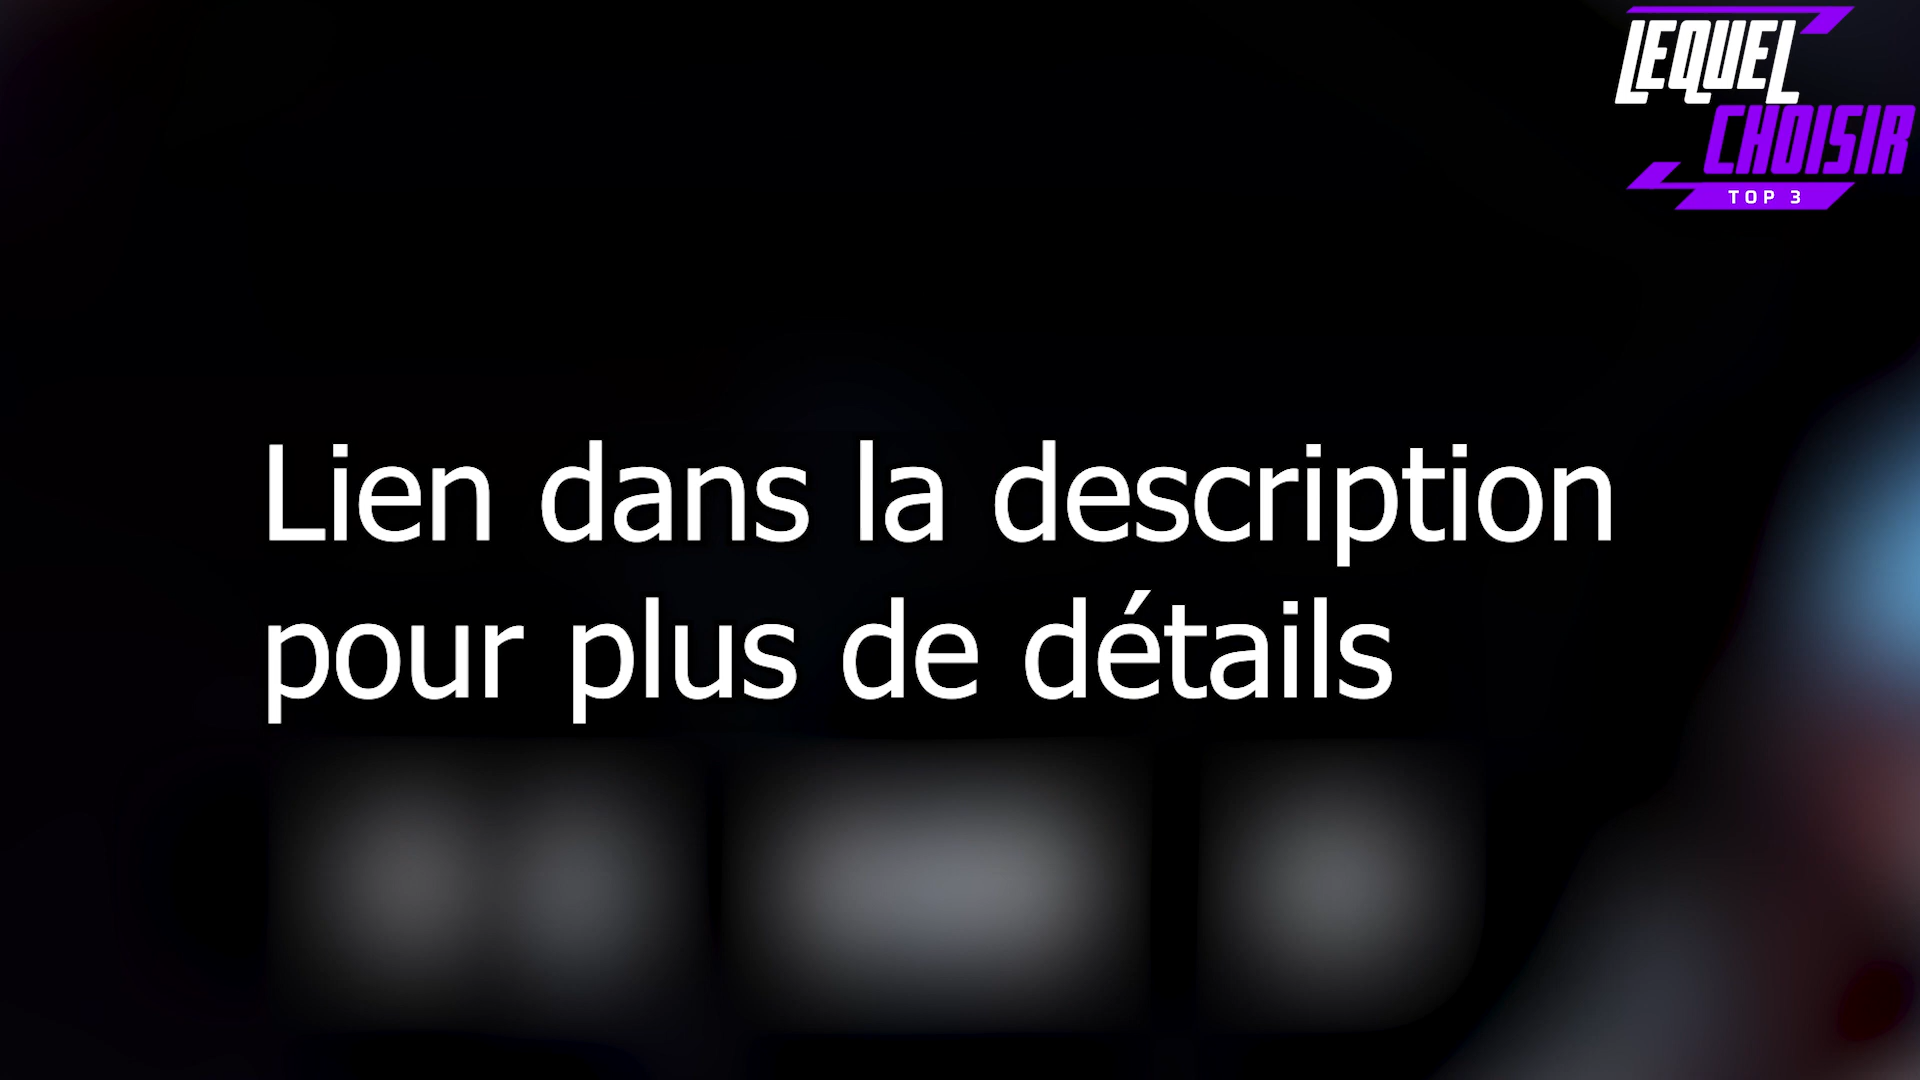 LEQUEL
CHOISIR
TOP 3
Lien dans la description
pour plus de détails